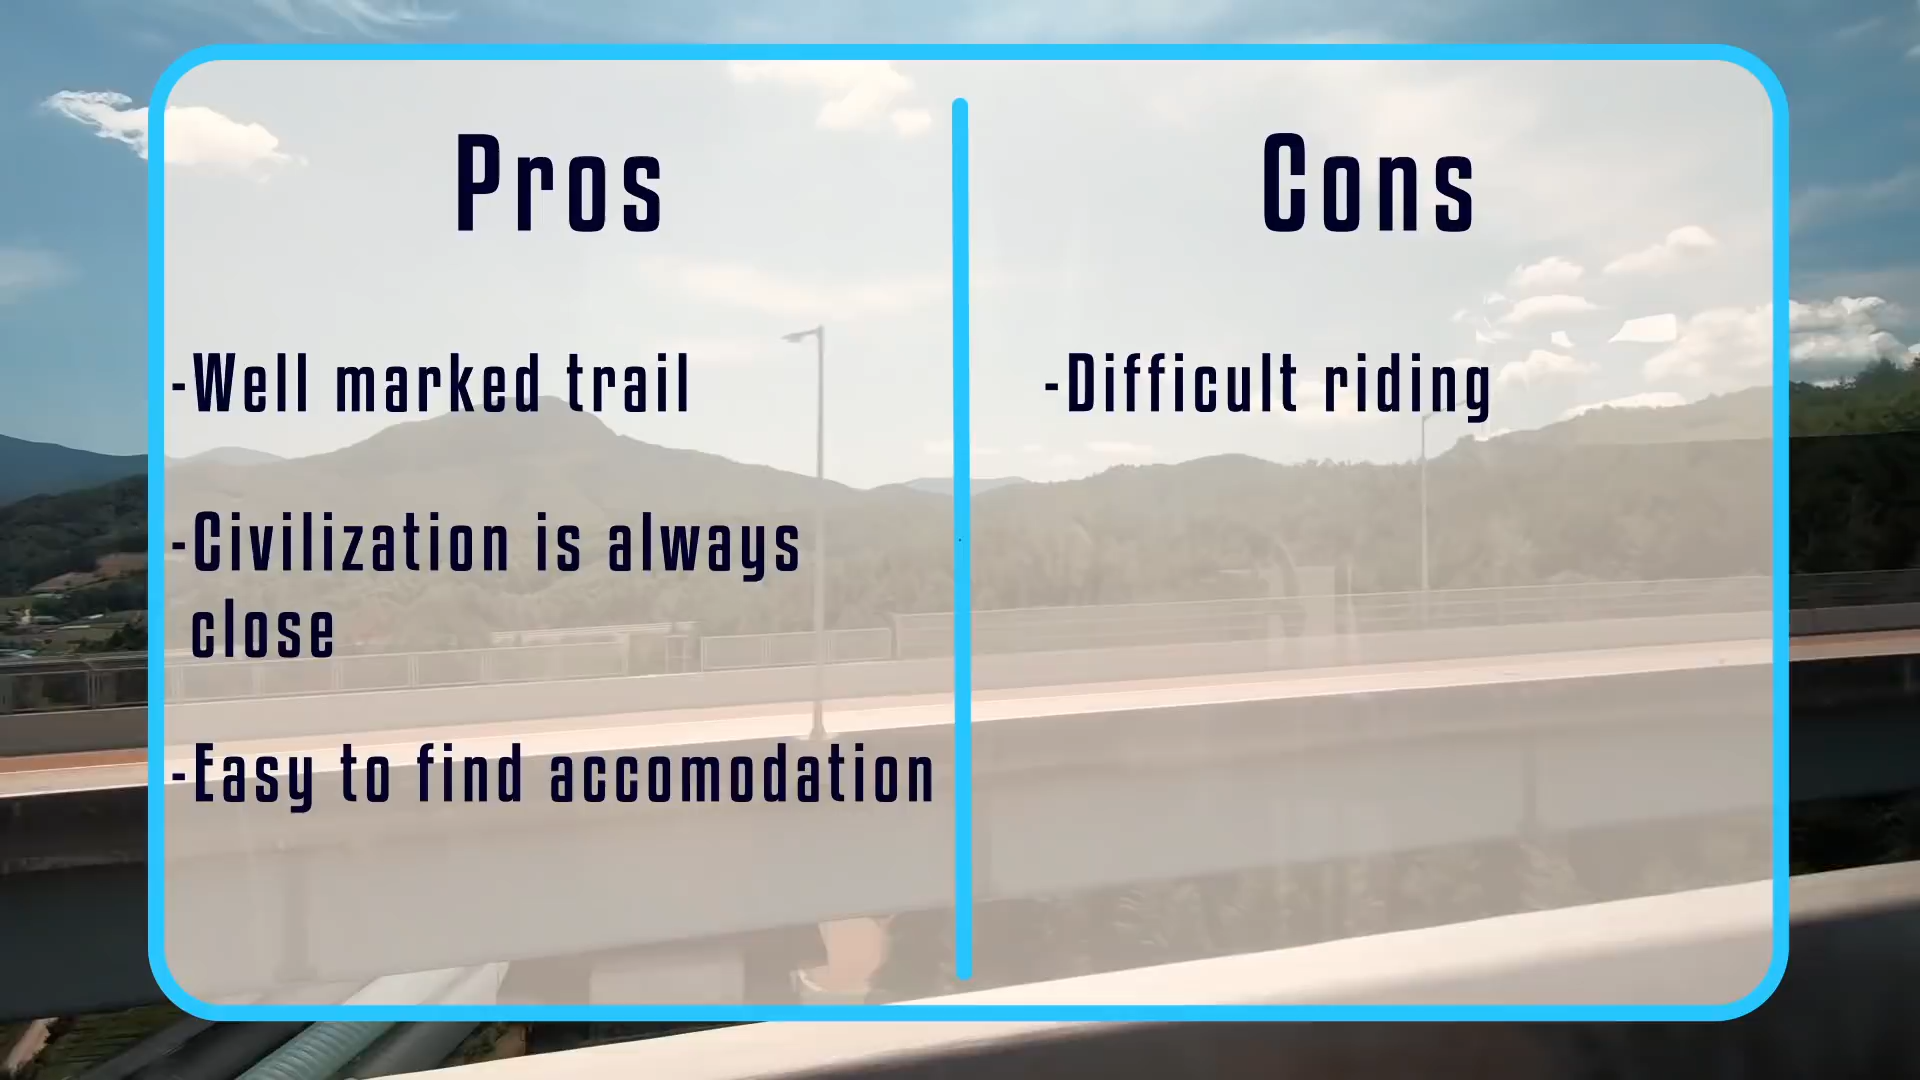 Pros
-Well marked trail
-Civilization is always
close
-Easy to find accomodation
Cons
-Difficult riding